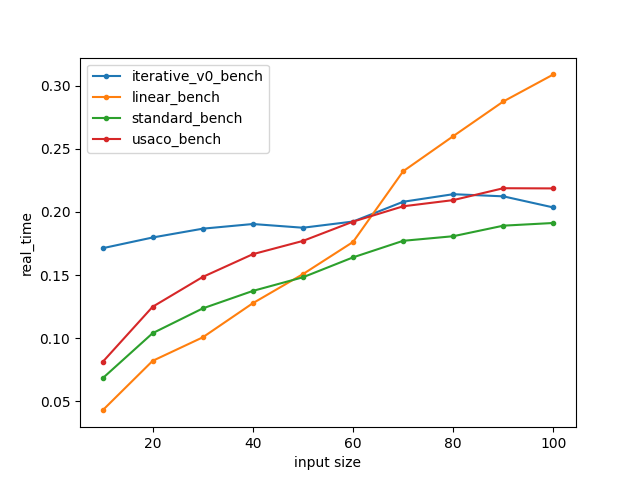 iterative_v0_bench
linear_bench
standard_bench
usaco_bench
0.30
0.25
0.20
0.15
0.10
0.05
real_time
20 40 60 80 100
input size